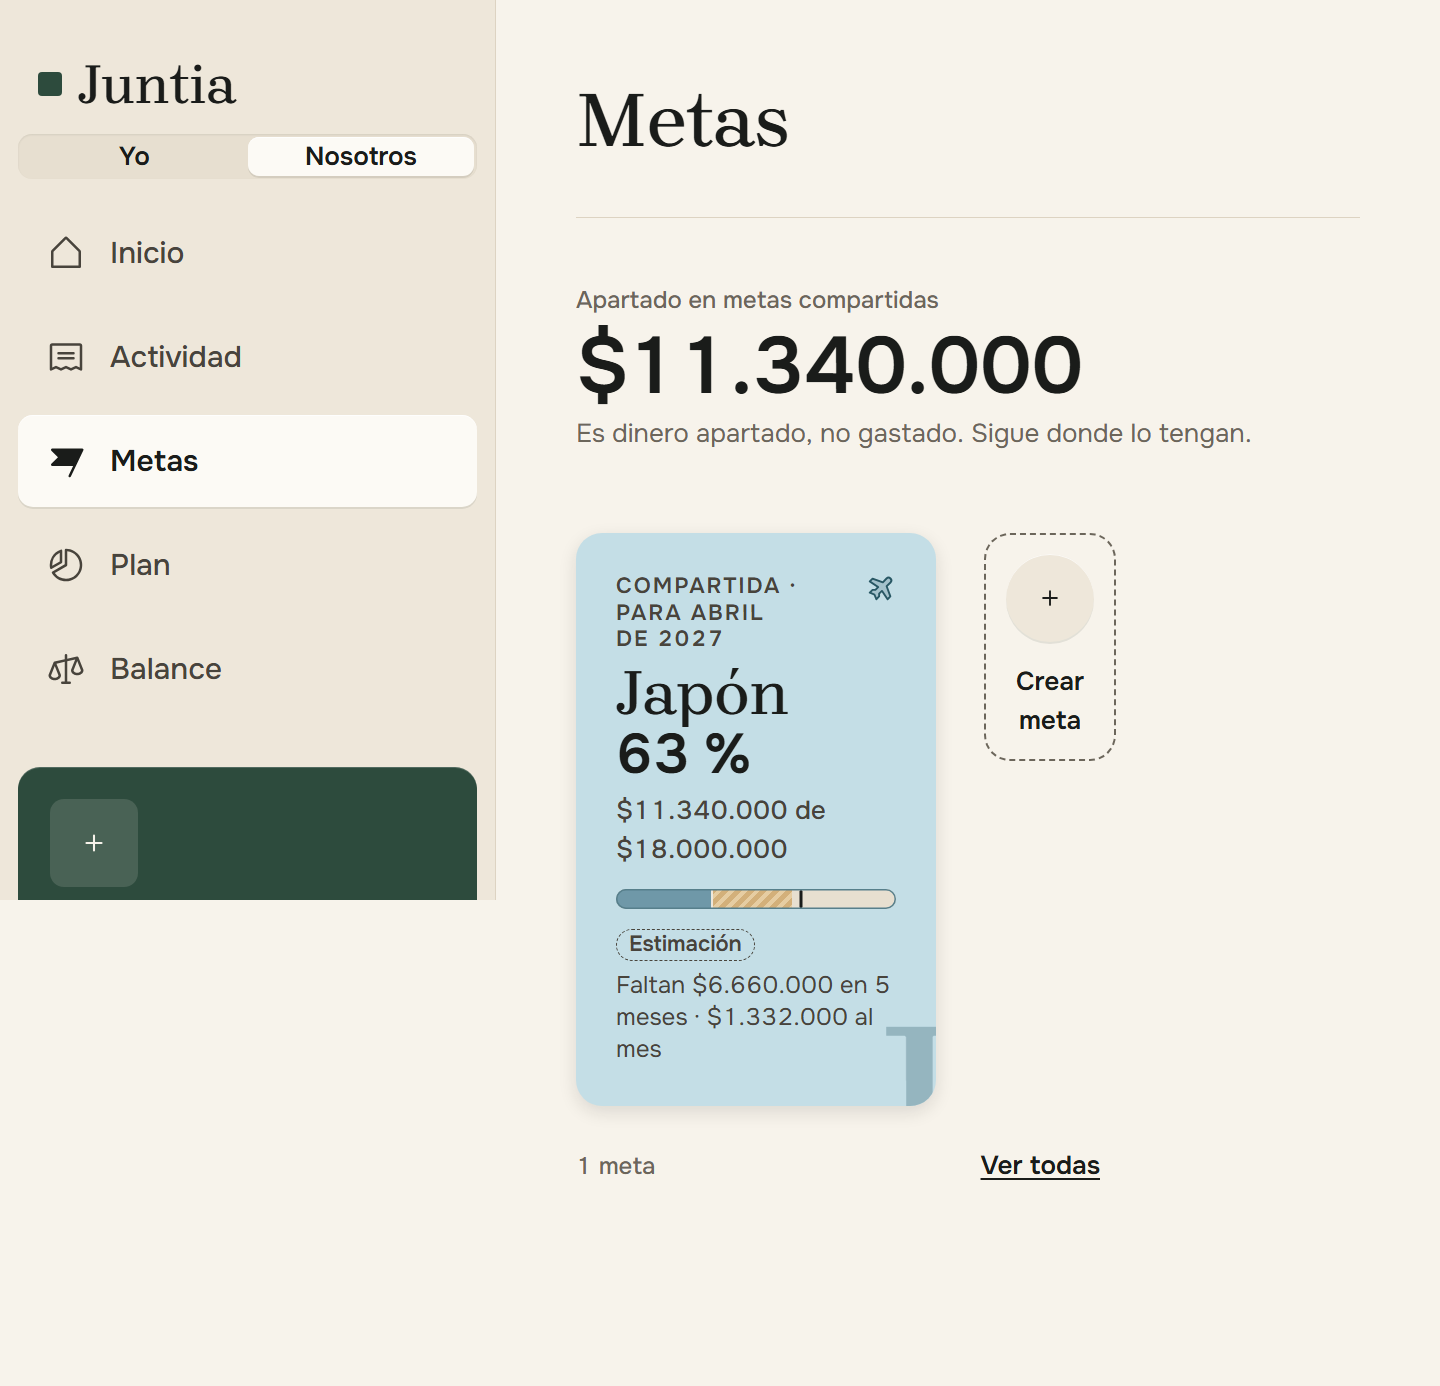 Juntia
Yo
Nosotros
Inicio
Actividad
Metas
Plan
Balance
+
Metas
Apartado en metas compartidas
$11.340.000
Es dinero apartado, no gastado. Sigue donde lo tengan.
COMPARTIDA ·
PARA ABRIL
DE 2027
Japón
63 %
$11.340.000 de
$18.000.000
Estimación
Faltan $6.660.000 en 5
meses · $1.332.000 al
mes
+
Crear
meta
1 meta
Ver todas